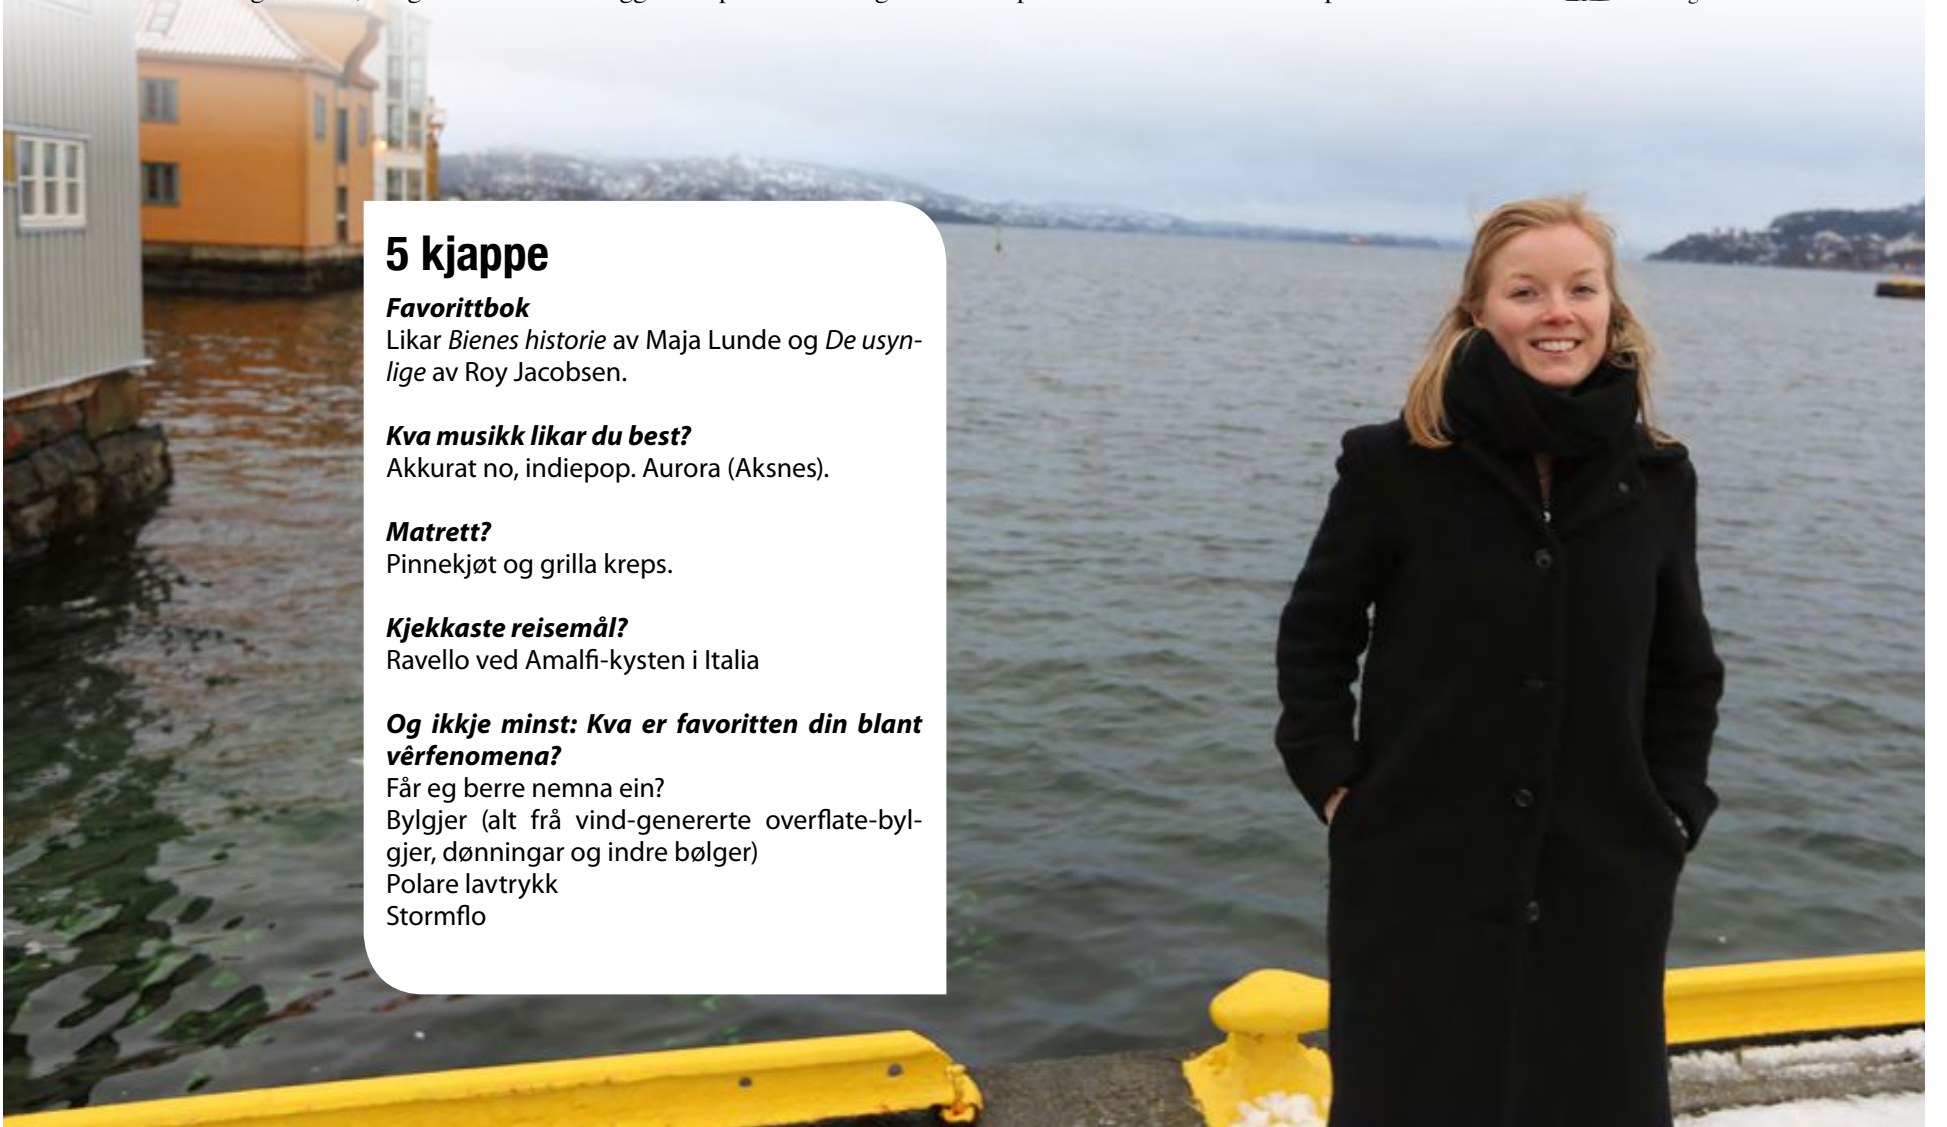 5 kjappe
Favorittbok
Likar Bienes historie av Maja Lunde og De usyn-
lige av Roy Jacobsen.
Kva musikk likar du best?
Akkurat no, indiepop. Aurora (Aksnes).
Matrett?
Pinnekjøt og grilla kreps.
Kjekkaste reisemål?
Ravello ved Amalfi-kysten i Italia
Og ikkje minst: Kva er favoritten din blant
vêrfenomena?
Får eg berre nemna ein?
Bylgjer (alt frå vind-genererte overflate-byl-
gjer, dønningar og indre bølger)
Polare lavtrykk
Stormflo